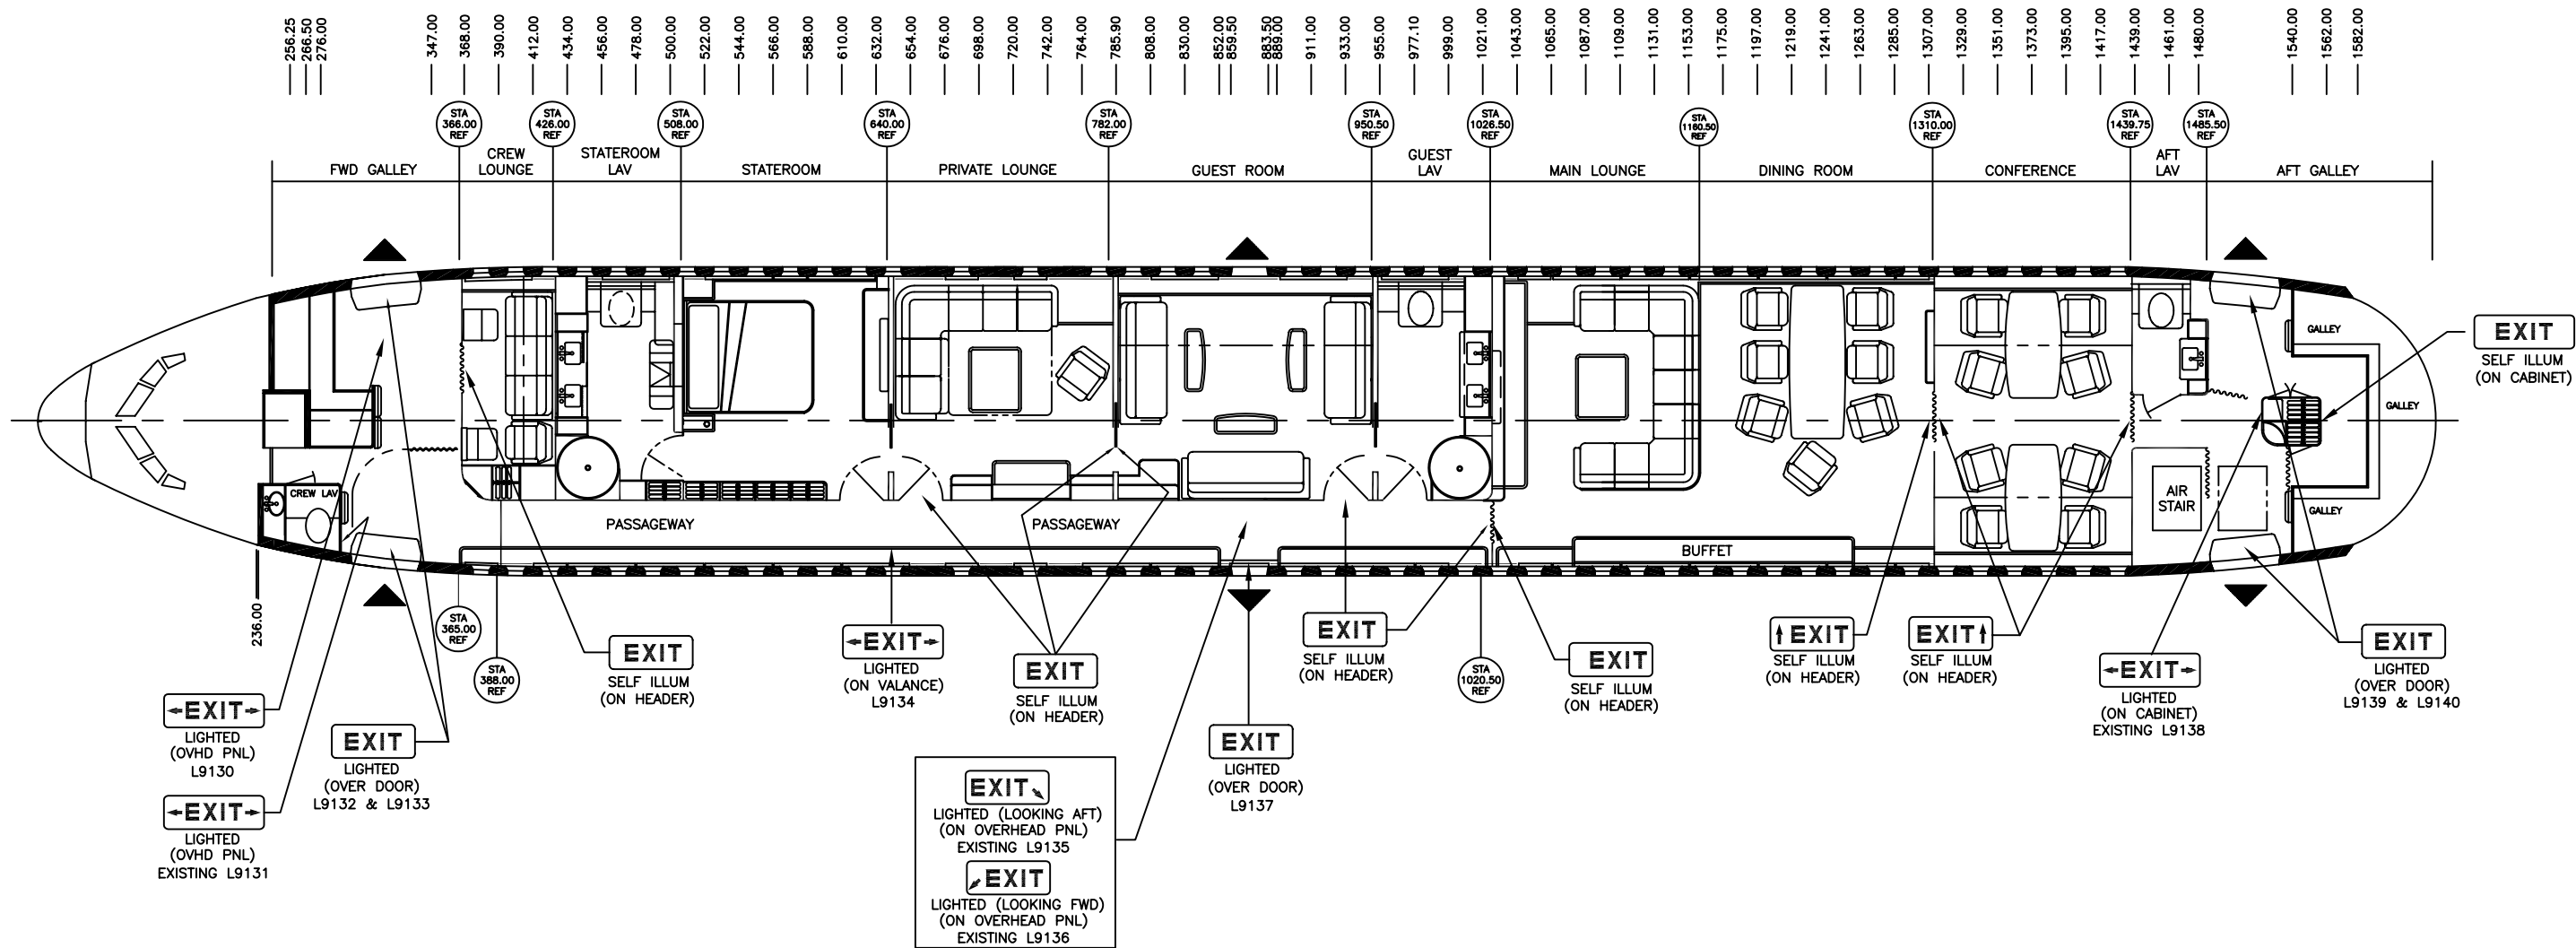 256.25
266.50
276.00
347.00
368.00
390.00
412.00
434.00
456.00
478.00
500.00
522.00
544.00
566.00
588.00
610.00
632.00
654.00
676.00
698.00
720.00
742.00
764.00
785.90
808.00
830.00
852.00
859.50
883.50
889.00
911.00
933.00
955.00
977.10
999.00
1021.00
1043.00
1065.00
1087.00
1109.00
1131.00
1153.00
1175.00
1197.00
1219.00
1241.00
1263.00
1285.00
1307.00
1329.00
1351.00
1373.00
1395.00
1417.00
1439.00
1461.00
1480.00
1540.00
1562.00
1582.00
STA
366.00
REF
STA
426.00
REF
STA
508.00
REF
STA
640.00
REF
STA
782.00
REF
STA
950.50
REF
STA
1026.50
REF
STA
1160.50
REF
STA
1310.00
REF
STA
1439.75
REF
STA
1485.50
REF
FWD GALLEY
CREW
LOUNGE
STATEROOM
LAV
STATEROOM
PRIVATE LOUNGE
GUEST ROOM
GUEST
LAV
MAIN LOUNGE
DINING ROOM
CONFERENCE
AFT
LAV
AFT GALLEY
GALLEY
GALLEY
GALLEY
EXIT
SELF ILLUM
(ON CABINET)
CREW LAV
PASSAGEWAY
PASSAGEWAY
BUFFET
AIR
STAIR
236.00
STA
365.00
REF
STA
388.00
REF
STA
1020.50
REF
←EXIT→
LIGHTED
(OVHD PNL)
L9130
←EXIT→
LIGHTED
(OVHD PNL)
EXISTING L9131
EXIT
LIGHTED
(OVER DOOR)
L9132 & L9133
EXIT
SELF ILLUM
(ON HEADER)
←EXIT→
LIGHTED
(ON VALANCE)
L9134
EXIT
SELF ILLUM
(ON HEADER)
EXIT↘
LIGHTED (LOOKING AFT)
(ON OVERHEAD PNL)
EXISTING L9135
↙EXIT
LIGHTED (LOOKING FWD)
(ON OVERHEAD PNL)
EXISTING L9136
EXIT
LIGHTED
(OVER DOOR)
L9137
EXIT
SELF ILLUM
(ON HEADER)
EXIT
SELF ILLUM
(ON HEADER)
↑EXIT
SELF ILLUM
(ON HEADER)
EXIT↑
SELF ILLUM
(ON HEADER)
←EXIT→
LIGHTED
(ON CABINET)
EXISTING L9138
EXIT
LIGHTED
(OVER DOOR)
L9139 & L9140